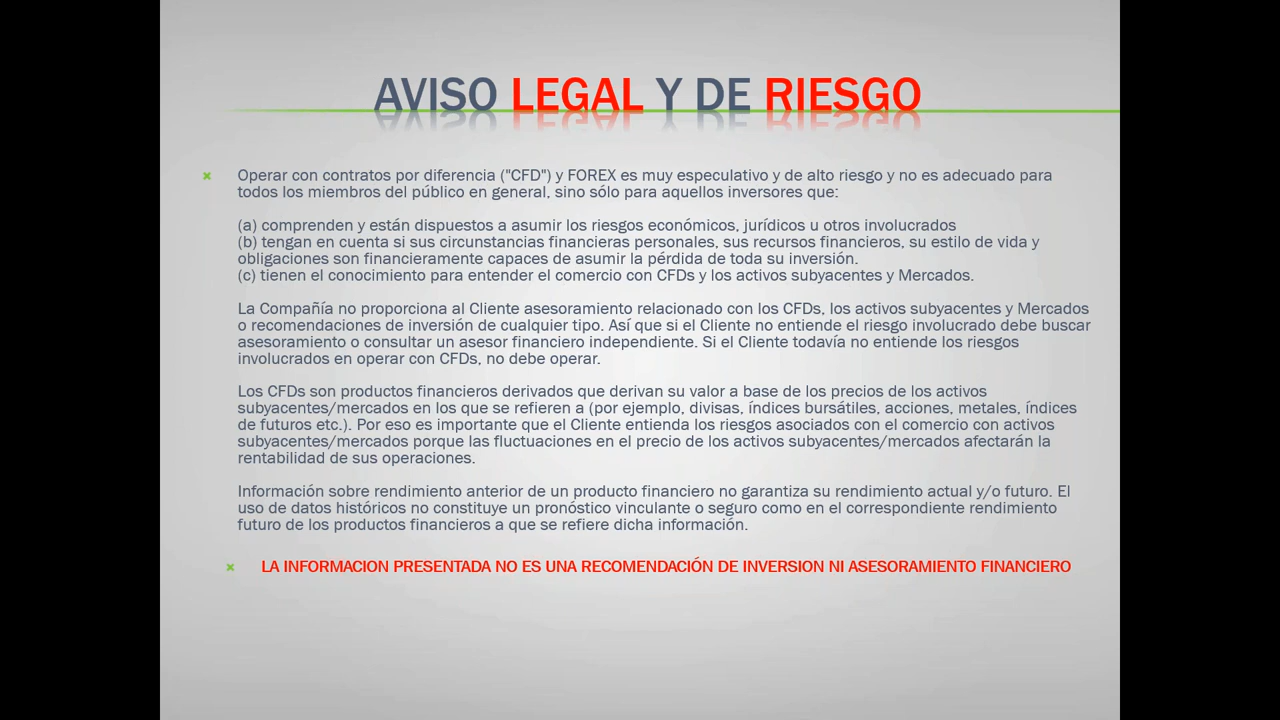 AVISO LEGAL Y DE RIESGO
Operar con contratos por diferencia ("CFD") y FOREX es muy especulativo y de alto riesgo y no es adecuado para
todos los miembros del público en general, sino sólo para aquellos inversores que:
(a) comprenden y están dispuestos a asumir los riesgos económicos, jurídicos u otros involucrados
(b) tengan en cuenta si sus circunstancias financieras personales, sus recursos financieros, su estilo de vida y
obligaciones son financieramente capaces de asumir la pérdida de toda su inversión.
(c) tienen el conocimiento para entender el comercio con CFDs y los activos subyacentes y Mercados.
La Compañía no proporciona al Cliente asesoramiento relacionado con los CFDs, los activos subyacentes y Mercados
o recomendaciones de inversión de cualquier tipo. Así que si el Cliente no entiende el riesgo involucrado debe buscar
asesoramiento o consultar un asesor financiero independiente. Si el Cliente todavía no entiende los riesgos
involucrados en operar con CFDs, no debe operar.
Los CFDs son productos financieros derivados que derivan su valor a base de los precios de los activos
subyacentes/mercados en los que se refieren a (por ejemplo, divisas, índices bursátiles, acciones, metales, índices
de futuros etc.). Por eso es importante que el Cliente entienda los riesgos asociados con el comercio con activos
subyacentes/mercados porque las fluctuaciones en el precio de los activos subyacentes/mercados afectarán la
rentabilidad de sus operaciones.
Información sobre rendimiento anterior de un producto financiero no garantiza su rendimiento actual y/o futuro. El
uso de datos históricos no constituye un pronóstico vinculante o seguro como en el correspondiente rendimiento
futuro de los productos financieros a que se refiere dicha información.
LA INFORMACION PRESENTADA NO ES UNA RECOMENDACIÓN DE INVERSION NI ASESORAMIENTO FINANCIERO